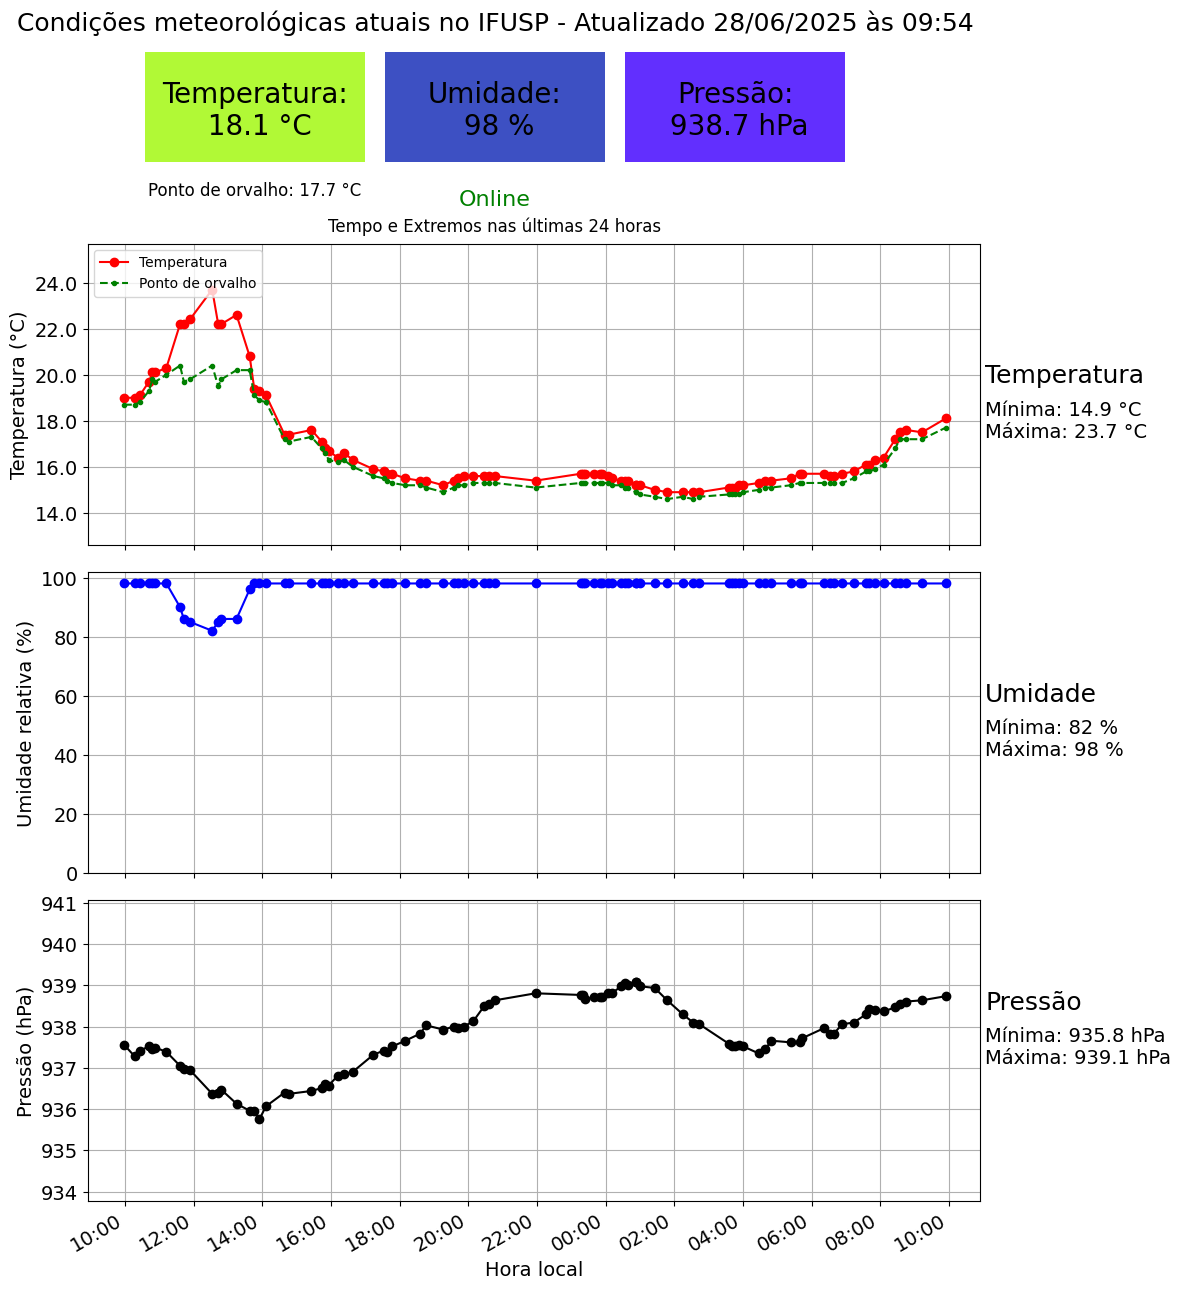 Condições meteorológicas atuais no IFUSP - Atualizado 28/06/2025 às 09:54
Temperatura:
18.1 °C
Umidade:
98 %
Pressão:
938.7 hPa
Ponto de orvalho: 17.7 °C
Online
Tempo e Extremos nas últimas 24 horas
Temperatura
Ponto de orvalho
Temperatura (°C)
24.0
22.0
20.0
18.0
16.0
14.0
Temperatura
Mínima: 14.9 °C
Máxima: 23.7 °C
Umidade relativa (%)
100
80
60
40
20
0
Umidade
Mínima: 82 %
Máxima: 98 %
Pressão (hPa)
941
940
939
938
937
936
935
934
Pressão
Mínima: 935.8 hPa
Máxima: 939.1 hPa
10:00 12:00 14:00 16:00 18:00 20:00 22:00 00:00 02:00 04:00 06:00 08:00 10:00
Hora local